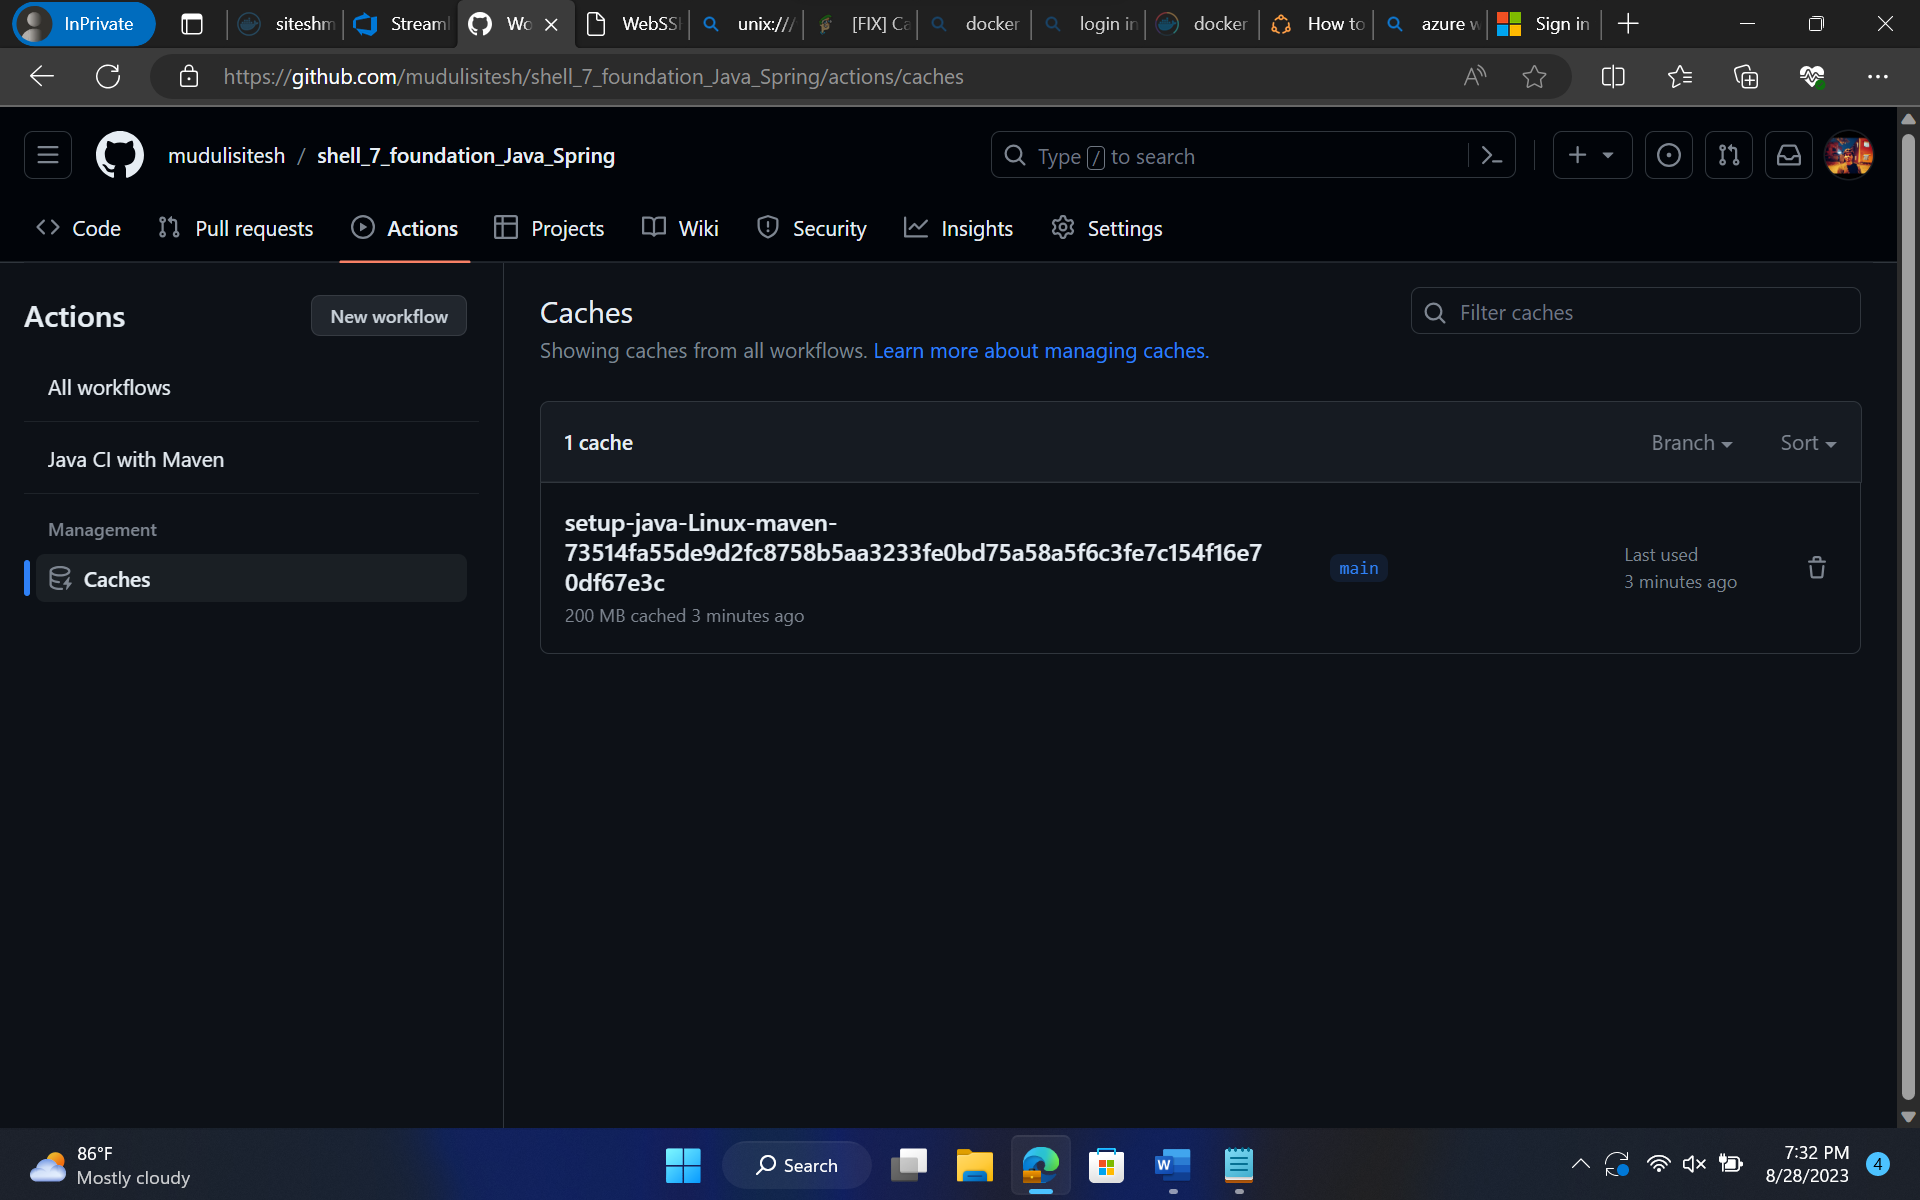 InPrivate
siteshm
Streaml
Wo
WebSSH
unix:///
[FIX] Ca
docker
login in
docker
How to
azure w
Sign in
https://github.com/mudulisitesh/shell_7_foundation_Java_Spring/actions/caches
mudulisitesh / shell_7_foundation_Java_Spring
Type / to search
Code
Pull requests
Actions
Projects
Wiki
Security
Insights
Settings
Actions
New workflow
All workflows
Java CI with Maven
Management
Caches
Caches
Filter caches
Showing caches from all workflows. Learn more about managing caches.
1 cache
Branch
Sort
setup-java-Linux-maven-
73514fa55de9d2fc8758b5aa3233fe0bd75a58a5f6c3fe7c154f16e7
0df67e3c
200 MB cached 3 minutes ago
main
Last used
3 minutes ago
86°F
Mostly cloudy
Search
7:32 PM
8/28/2023
4